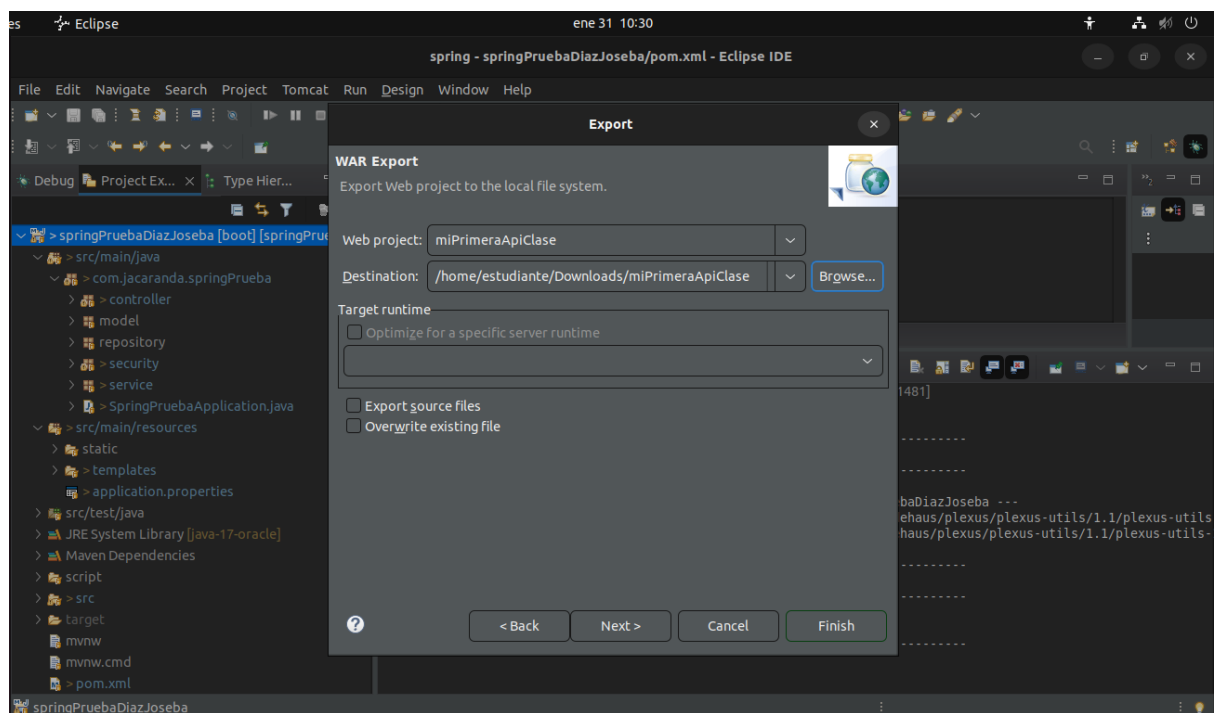 es Eclipse ene 31 10:30
spring - springPruebaDiazJoseba/pom.xml - Eclipse IDE
File Edit Navigate Search Project Tomcat Run Design Window Help
Export
WAR Export
Export Web project to the local file system.
Debug Project Ex... Type Hier...
Web project: miPrimeraApiClase
Destination: /home/estudiante/Downloads/miPrimeraApiClase Browse...
Target runtime
Optimize for a specific server runtime
Export source files
Overwrite existing file
< Back Next > Cancel Finish
> springPruebaDiazJoseba [boot] [springPrue
> src/main/java
> com.jacaranda.springPrueba
> controller
model
repository
> security
> service
> SpringPruebaApplication.java
> src/main/resources
static
> templates
> application.properties
src/test/java
JRE System Library [java-17-oracle]
Maven Dependencies
script
> src
target
mvnw
mvnw.cmd
> pom.xml
1481]
---------
---------
baDiazJoseba ---
ehaus/plexus/plexus-utils/1.1/plexus-utils
haus/plexus/plexus-utils/1.1/plexus-utils-
---------
---------
---------
springPruebaDiazJoseba